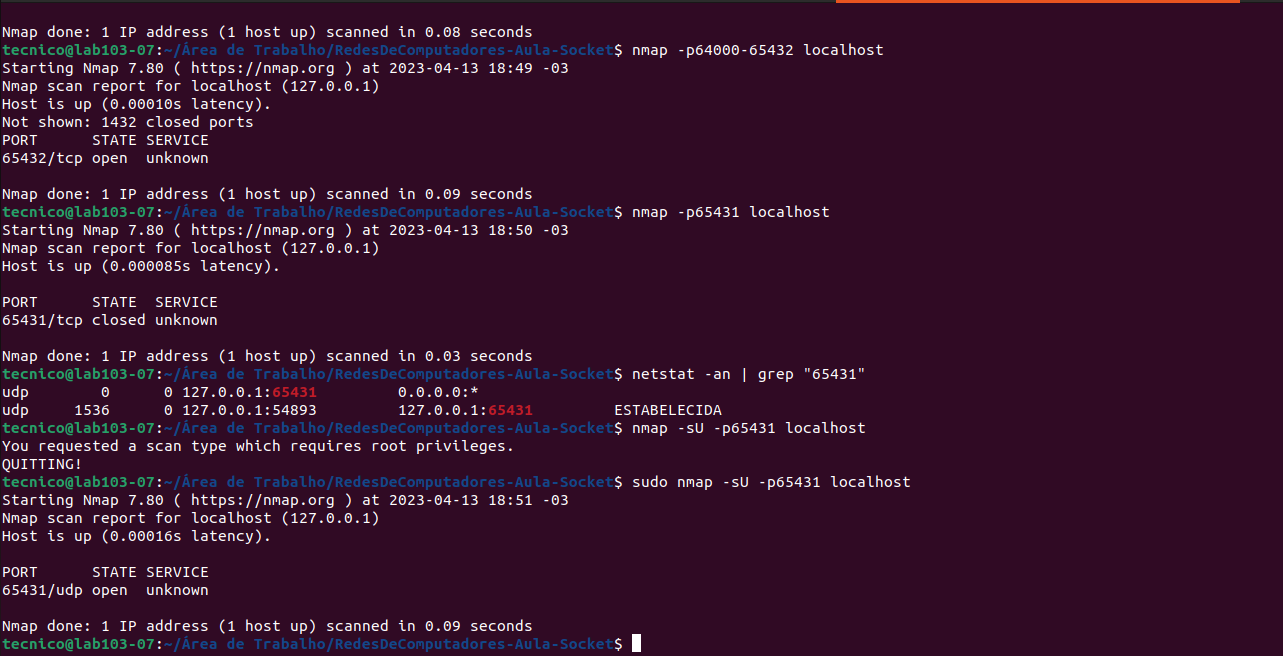 Nmap done: 1 IP address (1 host up) scanned in 0.08 seconds
tecnico@lab103-07:~/Área de Trabalho/RedesDeComputadores-Aula-Socket$ nmap -p64000-65432 localhost
Starting Nmap 7.80 ( https://nmap.org ) at 2023-04-13 18:49 -03
Nmap scan report for localhost (127.0.0.1)
Host is up (0.00010s latency).
Not shown: 1432 closed ports
PORT      STATE SERVICE
65432/tcp open  unknown
Nmap done: 1 IP address (1 host up) scanned in 0.09 seconds
tecnico@lab103-07:~/Área de Trabalho/RedesDeComputadores-Aula-Socket$ nmap -p65431 localhost
Starting Nmap 7.80 ( https://nmap.org ) at 2023-04-13 18:50 -03
Nmap scan report for localhost (127.0.0.1)
Host is up (0.000085s latency).
PORT      STATE  SERVICE
65431/tcp closed unknown
Nmap done: 1 IP address (1 host up) scanned in 0.03 seconds
tecnico@lab103-07:~/Área de Trabalho/RedesDeComputadores-Aula-Socket$ netstat -an | grep "65431"
udp        0      0 127.0.0.1:65431         0.0.0.0:*
udp     1536      0 127.0.0.1:54893         127.0.0.1:65431         ESTABELECIDA
tecnico@lab103-07:~/Área de Trabalho/RedesDeComputadores-Aula-Socket$ nmap -sU -p65431 localhost
You requested a scan type which requires root privileges.
QUITTING!
tecnico@lab103-07:~/Área de Trabalho/RedesDeComputadores-Aula-Socket$ sudo nmap -sU -p65431 localhost
Starting Nmap 7.80 ( https://nmap.org ) at 2023-04-13 18:51 -03
Nmap scan report for localhost (127.0.0.1)
Host is up (0.00016s latency).
PORT      STATE SERVICE
65431/udp open  unknown
Nmap done: 1 IP address (1 host up) scanned in 0.09 seconds
tecnico@lab103-07:~/Área de Trabalho/RedesDeComputadores-Aula-Socket$